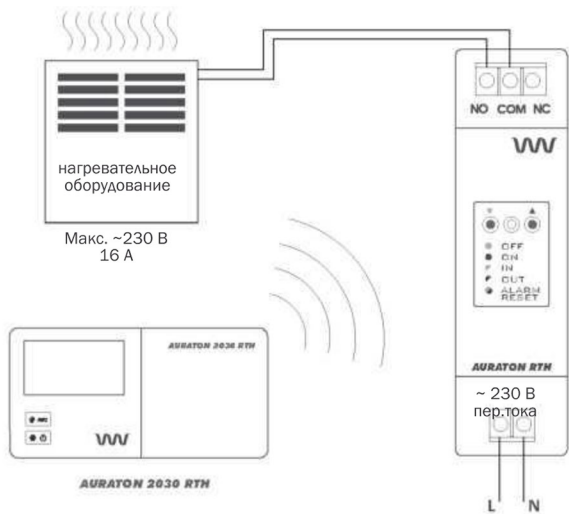 NO COM NC
нагревательное
оборудование
Макс. ~230 В
16 А
OFF
ON
IN
OUT
ALARM
RESET
AURATON 2030 RTH
AURATON RTH
~ 230 В
пер.тока
AURATON 2030 RTH
L N